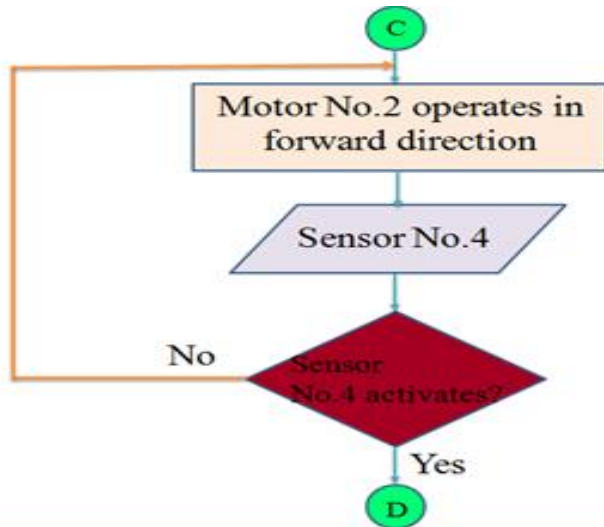 C
Motor No.2 operates in
forward direction
Sensor No.4
No
Sensor
No.4 activates?
Yes
D